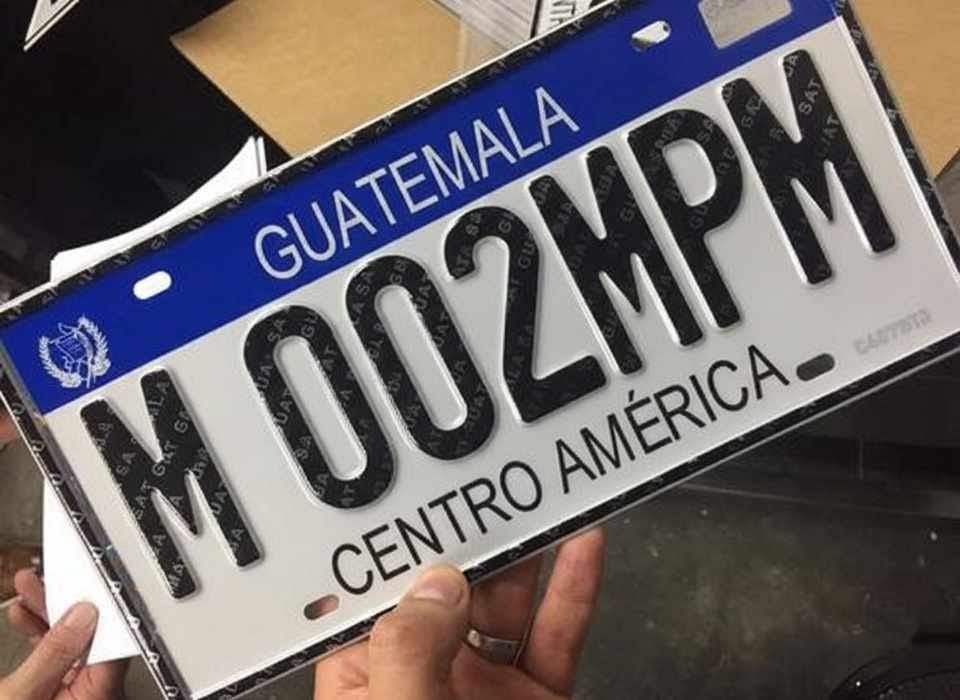 GUATEMALA
M 002MPM
CENTRO AMÉRICA